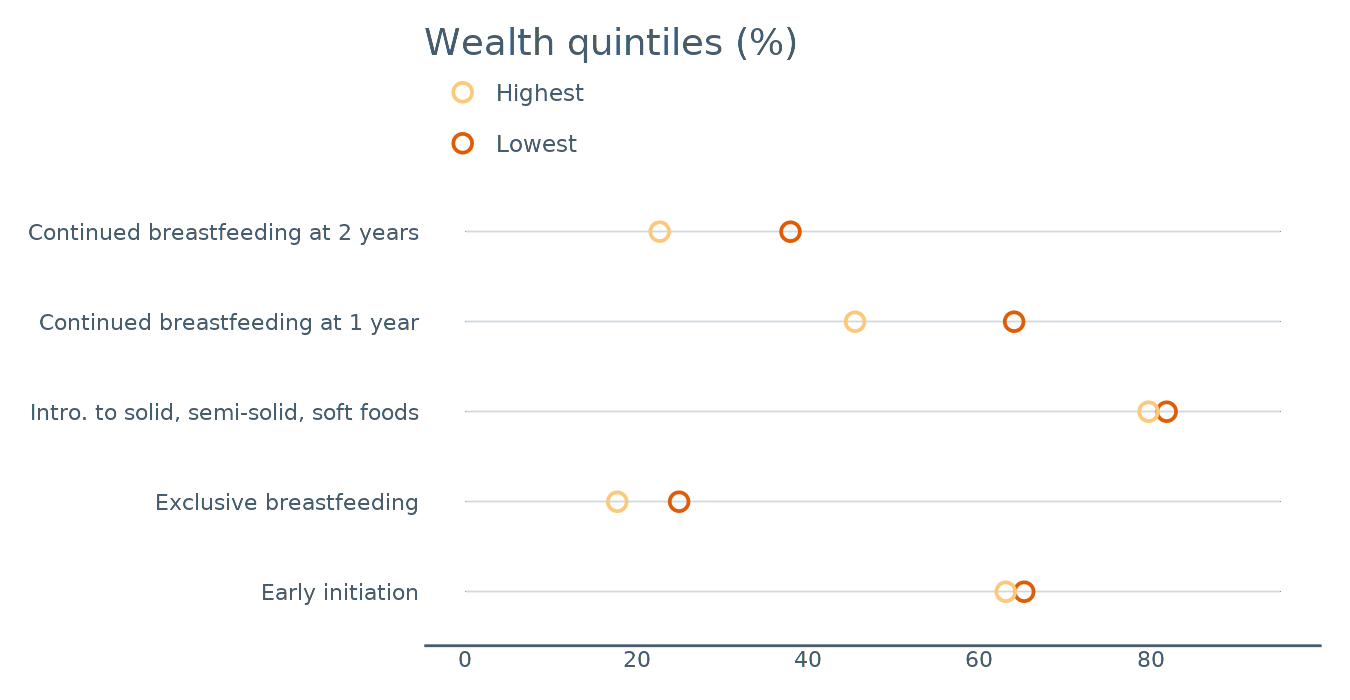 Wealth quintiles (%)
Highest
Lowest
Continued breastfeeding at 2 years
Continued breastfeeding at 1 year
Intro. to solid, semi-solid, soft foods
Exclusive breastfeeding
Early initiation
0 20 40 60 80